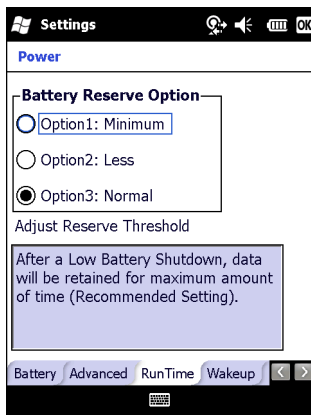 Settings
OK
Power
Battery Reserve Option
Option1: Minimum
Option2: Less
Option3: Normal
Adjust Reserve Threshold
After a Low Battery Shutdown, data
will be retained for maximum amount
of time (Recommended Setting).
Battery Advanced RunTime Wakeup